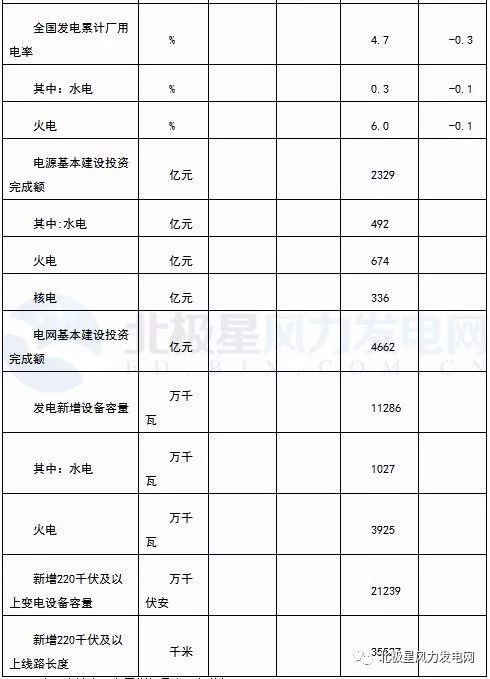 全国发电累计厂用
电率
%
4.7
-0.3
其中：水电
%
0.3
-0.1
火电
%
6.0
-0.1
电源基本建设投资
完成额
亿元
2329
其中:水电
亿元
492
火电
亿元
674
核电
亿元
336
电网基本建设投资
完成额
亿元
4662
北极星风力发电网
FD.BJX.COM.CN
发电新增设备容量
万千
瓦
11286
其中：水电
万千
瓦
1027
火电
万千
瓦
3925
新增220千伏及以
上变电设备容量
万千
伏安
21239
新增220千伏及以
上线路长度
千米
北极星风力发电网